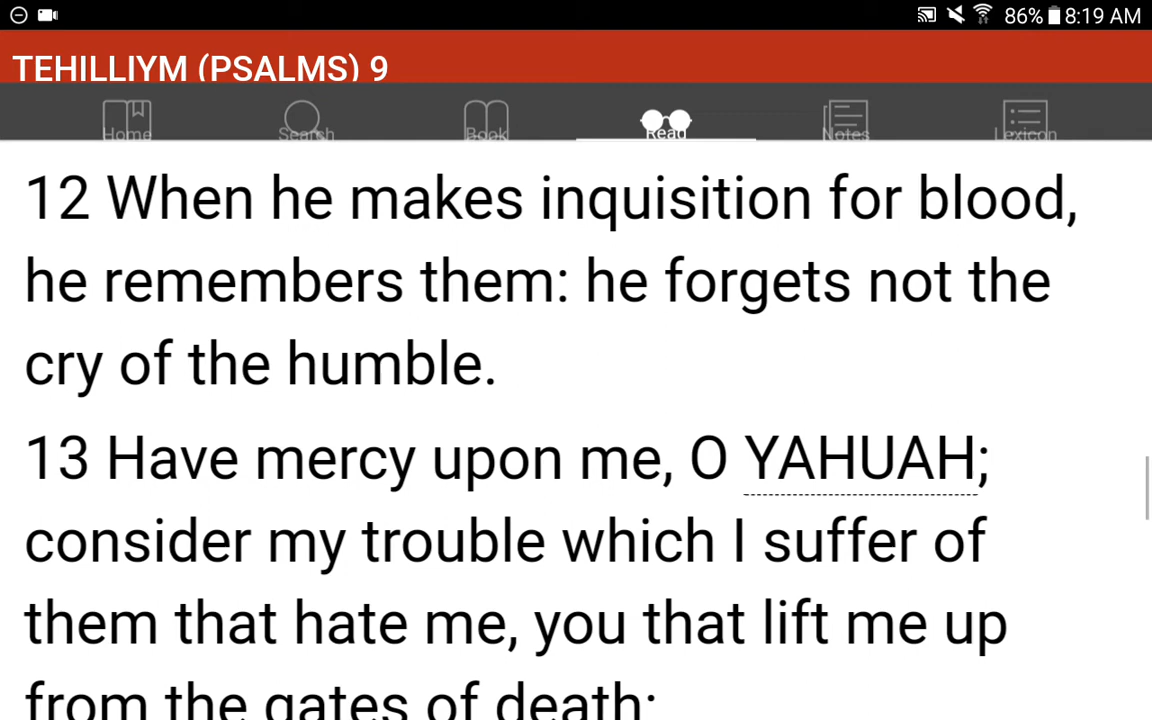 86% 8:19 AM
TEHILLIYM (PSALMS) 9
Home Search Book Read Notes Lexicon
12 When he makes inquisition for blood,
he remembers them: he forgets not the
cry of the humble.
13 Have mercy upon me, O YAHUAH;
consider my trouble which I suffer of
them that hate me, you that lift me up
from the gates of death: